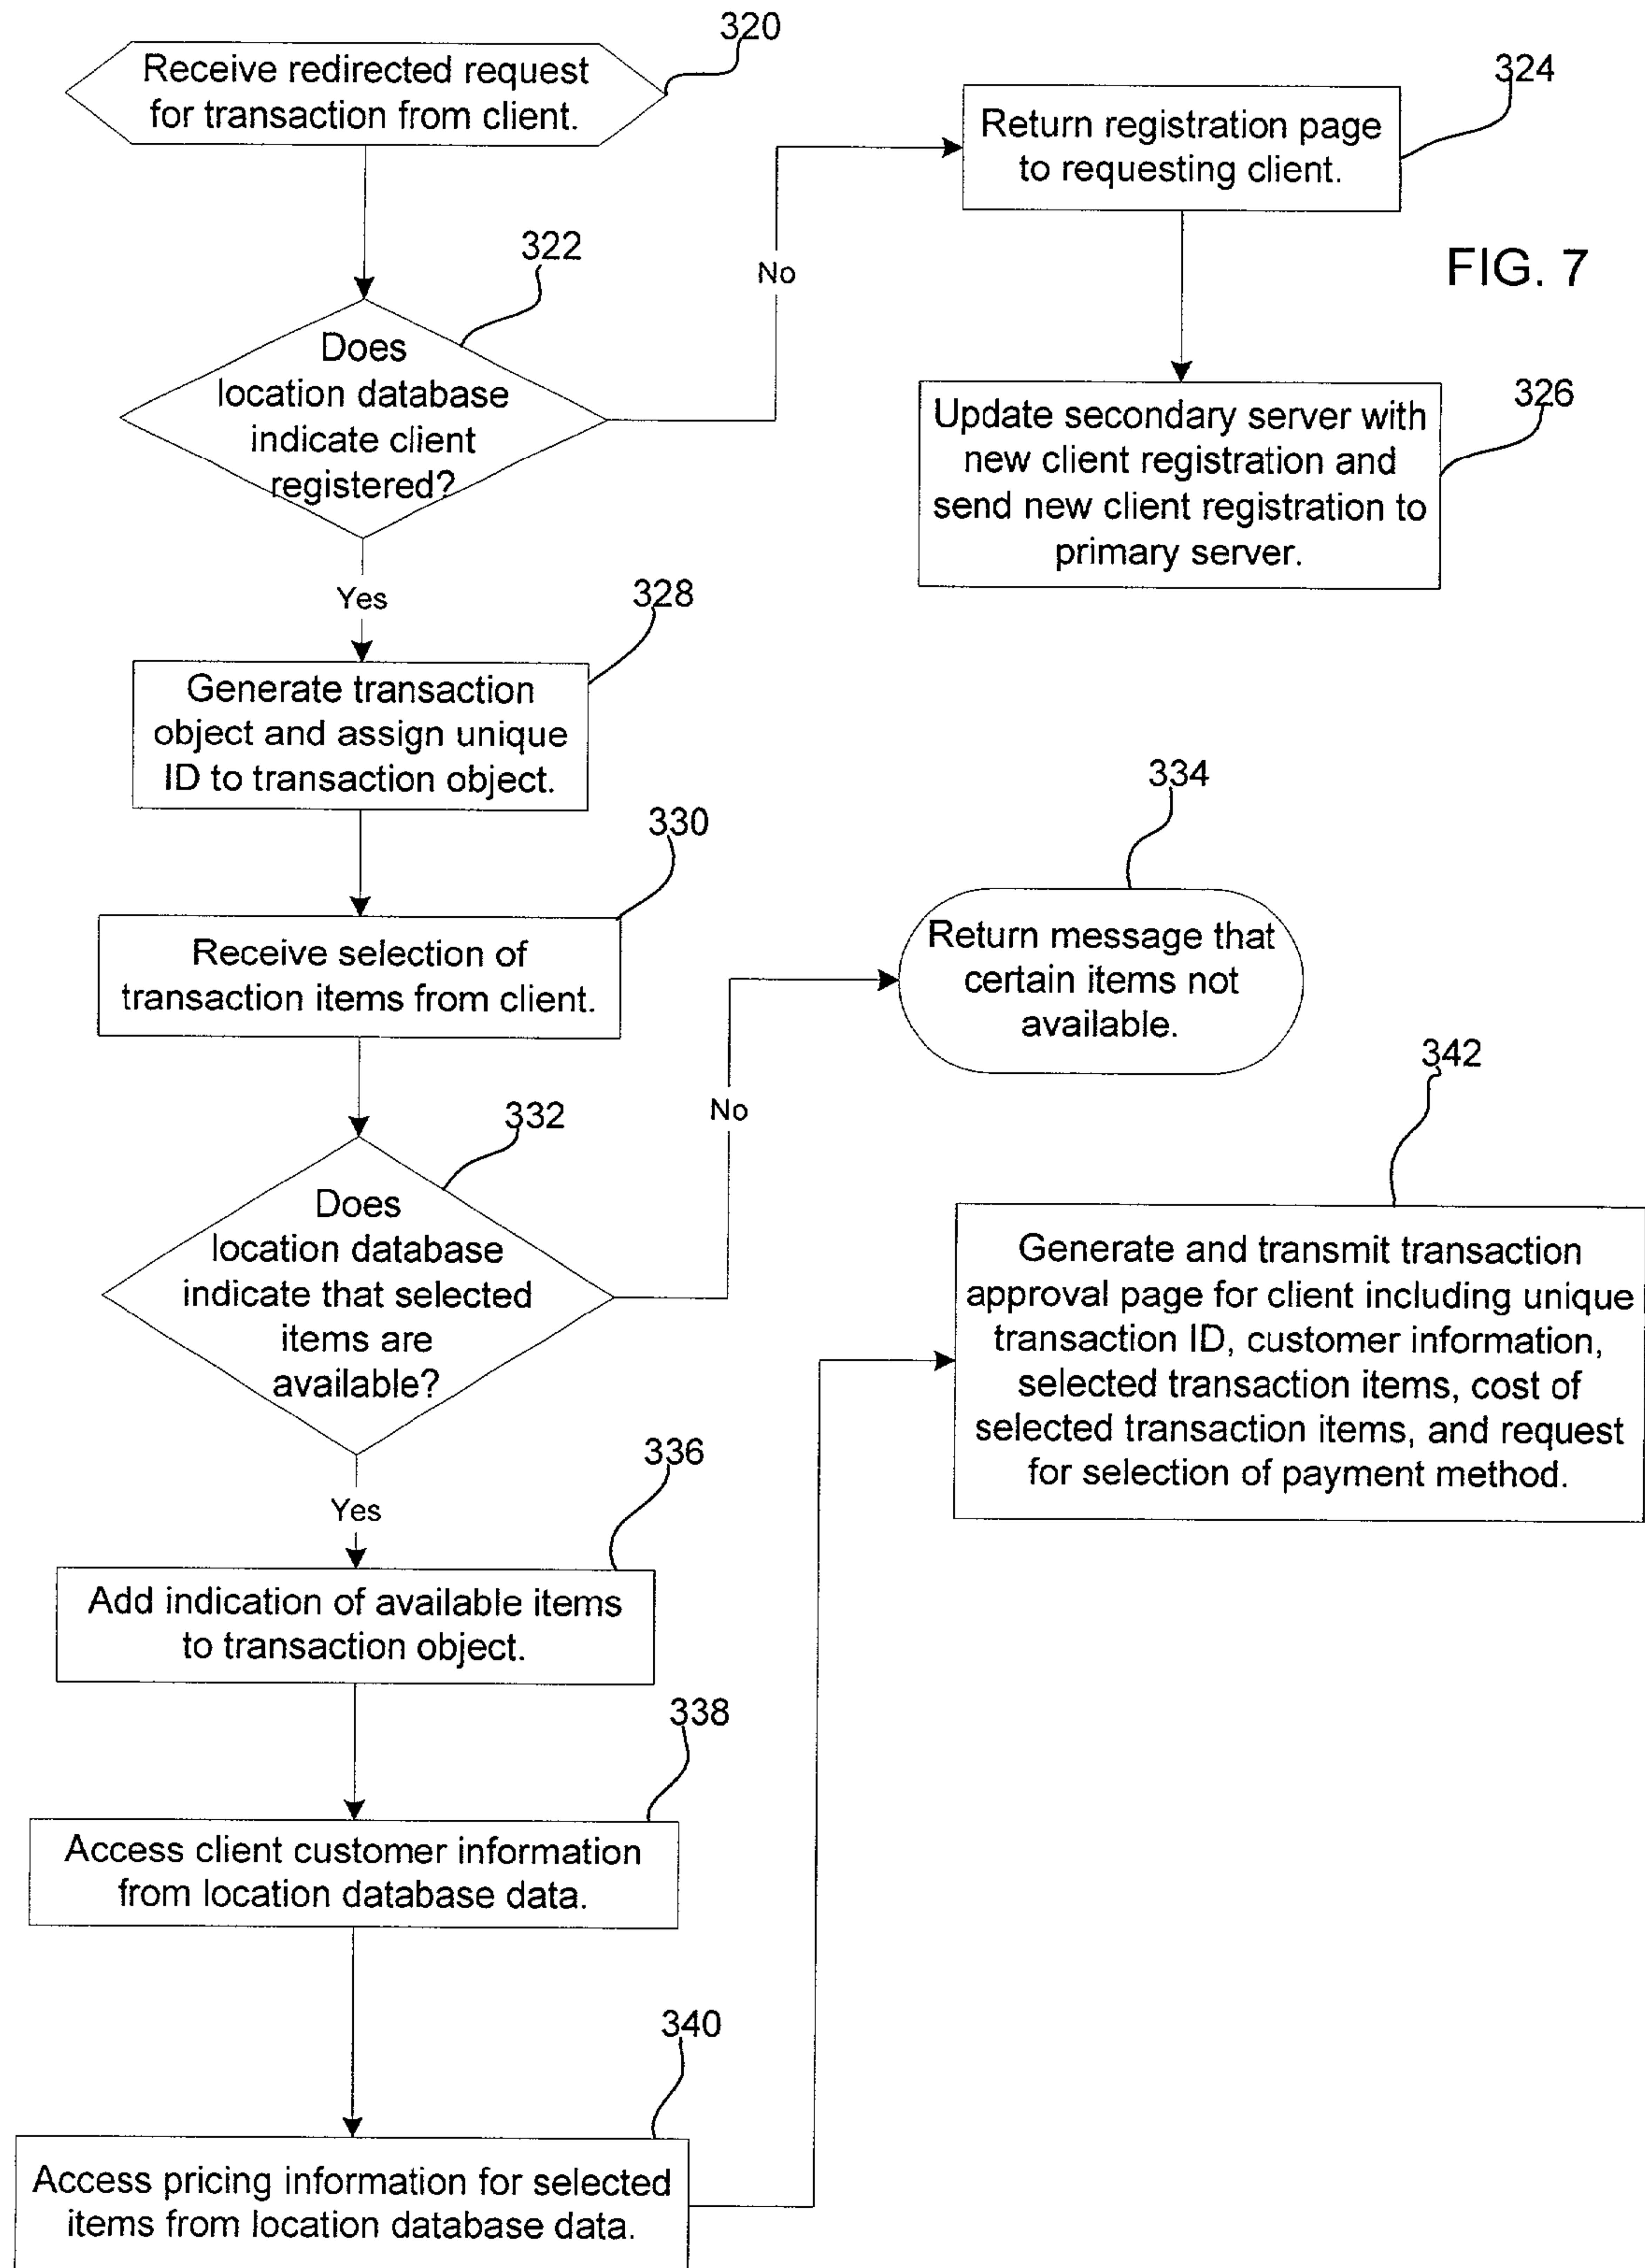 320
Receive redirected request
for transaction from client.
324
Return registration page
to requesting client.
FIG. 7
322
No
Does
location database
indicate client
registered?
326
Update secondary server with
new client registration and
send new client registration to
primary server.
Yes
328
Generate transaction
object and assign unique
ID to transaction object.
334
Return message that
certain items not
available.
330
Receive selection of
transaction items from client.
No
332
Does
location database
indicate that selected
items are
available?
342
Generate and transmit transaction
approval page for client including unique
transaction ID, customer information,
selected transaction items, cost of
selected transaction items, and request
for selection of payment method.
Yes
336
Add indication of available items
to transaction object.
338
Access client customer information
from location database data.
340
Access pricing information for selected
items from location database data.